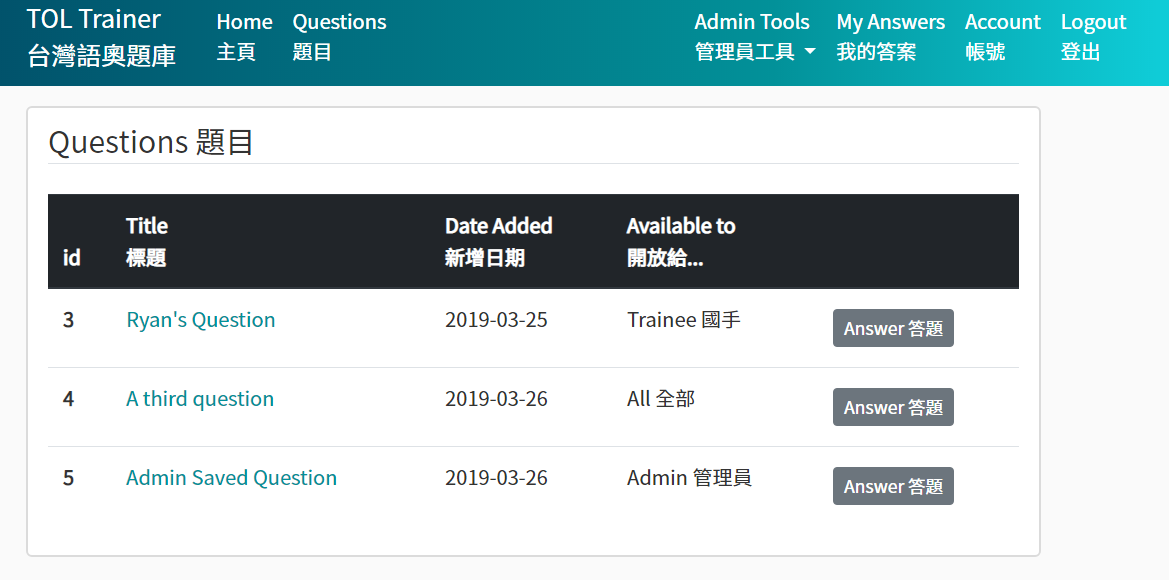 TOL Trainer
台灣語奧題庫
Home
主頁
Questions
題目
Admin Tools
管理員工具
My Answers
我的答案
Account
帳號
Logout
登出
Questions 題目
id
Title
標題
Date Added
新增日期
Available to
開放給...
3 Ryan's Question 2019-03-25 Trainee 國手 Answer 答題
4 A third question 2019-03-26 All 全部 Answer 答題
5 Admin Saved Question 2019-03-26 Admin 管理員 Answer 答題